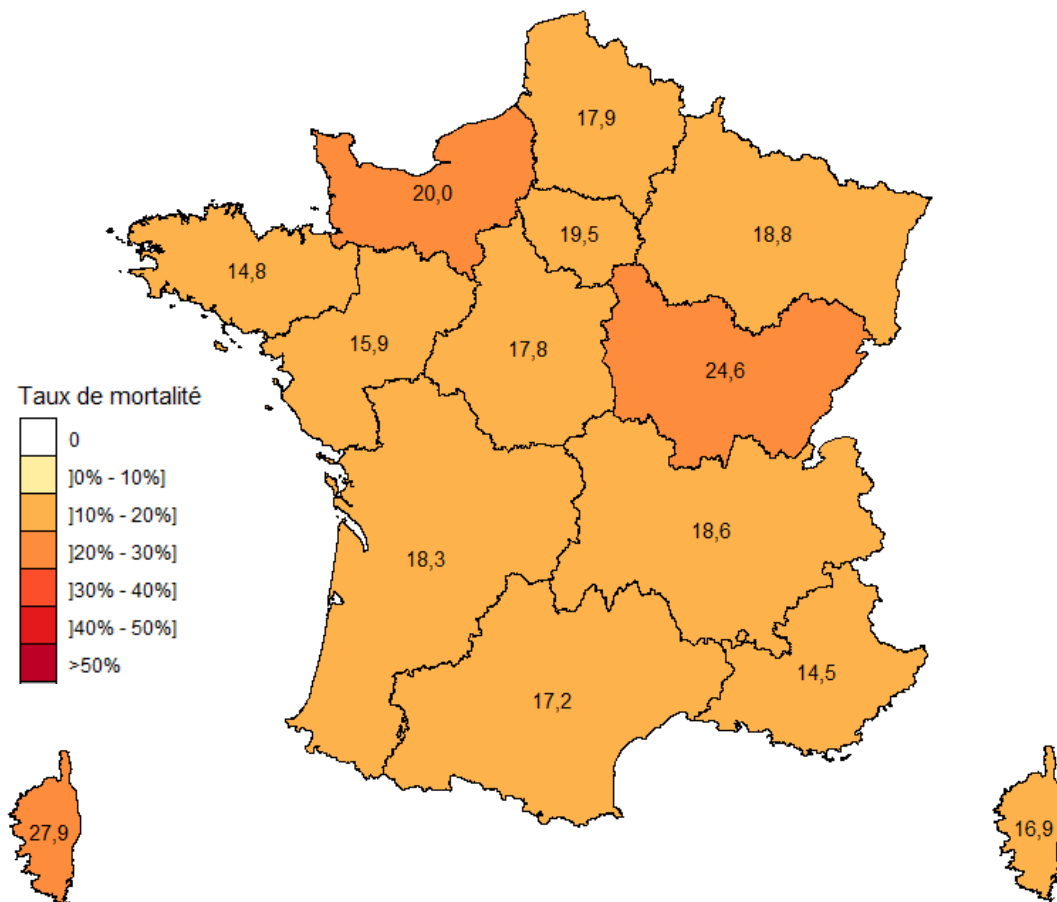 17,9
20,0
19,5
18,8
14,8
15,9
17,8
24,6
Taux de mortalité
0
]0% - 10%]
]10% - 20%]
]20% - 30%]
]30% - 40%]
]40% - 50%]
>50%
18,3
18,6
17,2
14,5
27,9
16,9